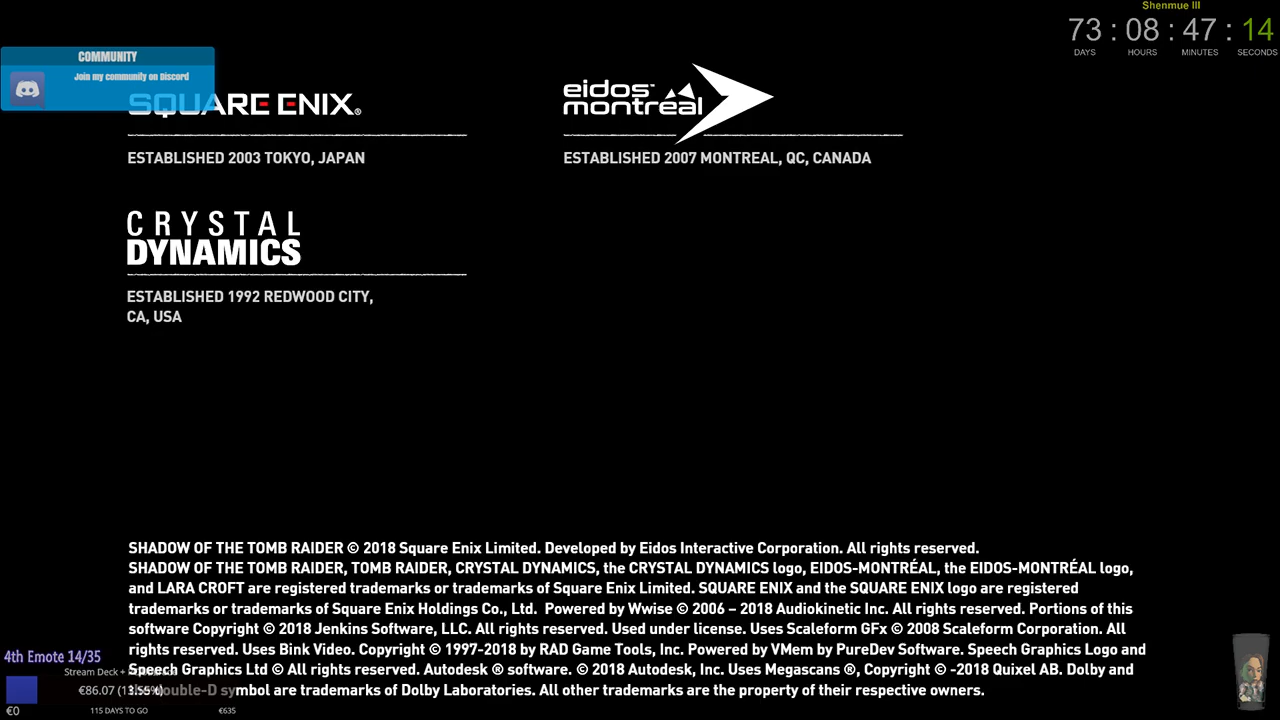 Shenmue III
73 : 08 : 47 : 14
DAYS HOURS MINUTES SECONDS
COMMUNITY
Join my community on Discord
SQUARE ENIX®
eidos™
montréal
ESTABLISHED 2003 TOKYO, JAPAN
ESTABLISHED 2007 MONTREAL, QC, CANADA
CRYSTAL
DYNAMICS
ESTABLISHED 1992 REDWOOD CITY,
CA, USA
SHADOW OF THE TOMB RAIDER © 2018 Square Enix Limited. Developed by Eidos Interactive Corporation. All rights reserved.
SHADOW OF THE TOMB RAIDER, TOMB RAIDER, CRYSTAL DYNAMICS, the CRYSTAL DYNAMICS logo, EIDOS-MONTRÉAL, the EIDOS-MONTRÉAL logo,
and LARA CROFT are registered trademarks or trademarks of Square Enix Limited. SQUARE ENIX and the SQUARE ENIX logo are registered
trademarks or trademarks of Square Enix Holdings Co., Ltd. Powered by Wwise © 2006 – 2018 Audiokinetic Inc. All rights reserved. Portions of this
software Copyright © 2018 Jenkins Software, LLC. All rights reserved. Used under license. Uses Scaleform GFx © 2008 Scaleform Corporation. All
rights reserved. Uses Bink Video. Copyright © 1997-2018 by RAD Game Tools, Inc. Powered by VMem by PureDev Software. Speech Graphics Logo and
Speech Graphics Ltd © All rights reserved. Autodesk ® software. © 2018 Autodesk, Inc. Uses Megascans ®, Copyright © -2018 Quixel AB. Dolby and
double-D symbol are trademarks of Dolby Laboratories. All other trademarks are the property of their respective owners.
4th Emote 14/35
Stream Deck +
€86.07 (13.55%)
€0
115 DAYS TO GO
€635